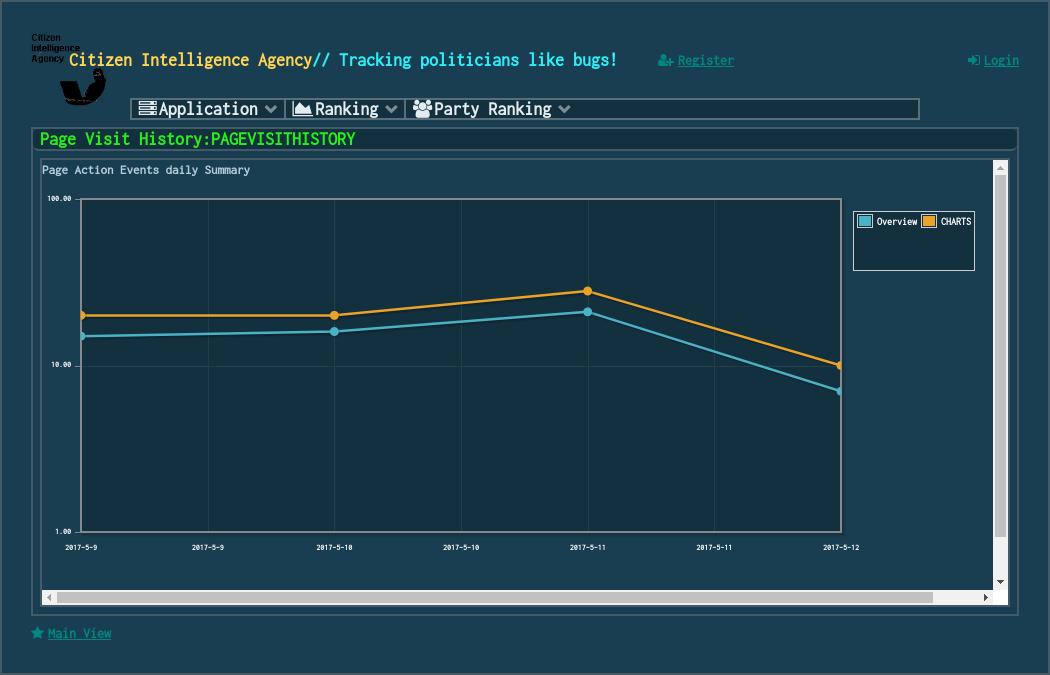 Citizen
Intelligence
Agency
Citizen Intelligence Agency// Tracking politicians like bugs!
Register
Login
Application
Ranking
Party Ranking
Page Visit History:PAGEVISITHISTORY
Page Action Events daily Summary
100.00
Overview
CHARTS
10.00
1.00
2017-5-9
2017-5-9
2017-5-10
2017-5-10
2017-5-11
2017-5-11
2017-5-12
Main View